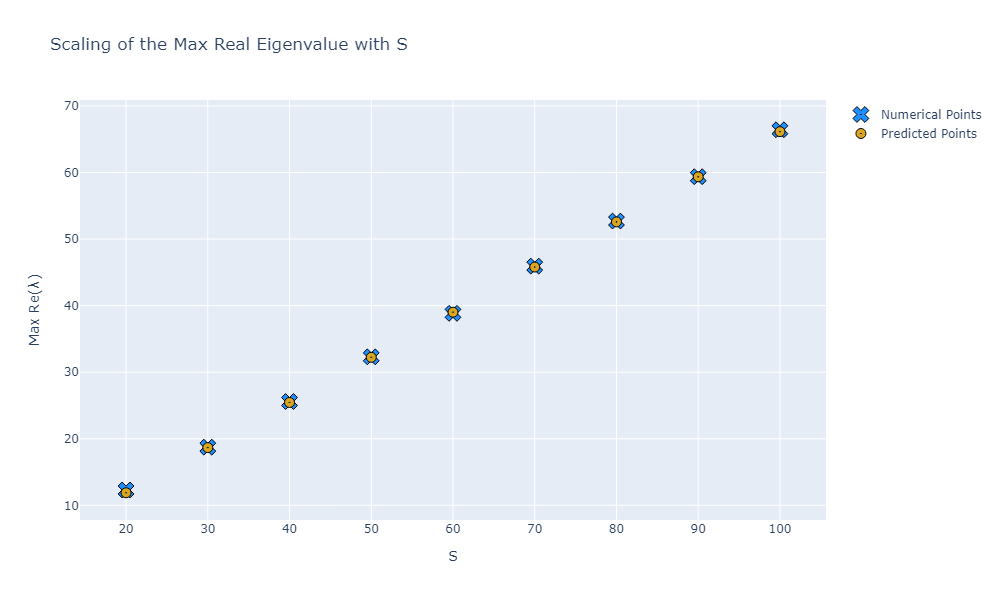 Scaling of the Max Real Eigenvalue with S
Numerical Points
Predicted Points
Max Re(λ)
70
60
50
40
30
20
10
20 30 40 50 60 70 80 90 100
S